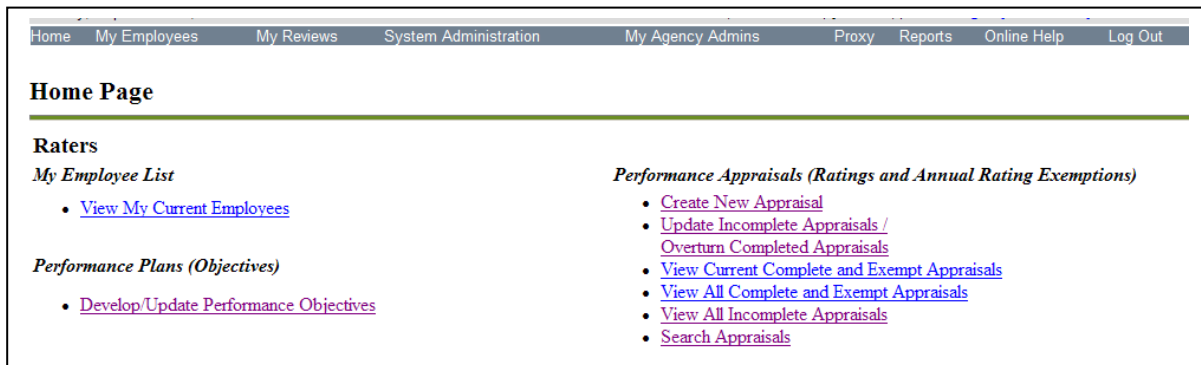 Home My Employees My Reviews System Administration My Agency Admins Proxy Reports Online Help Log Out
Home Page
Raters
My Employee List
• View My Current Employees
Performance Plans (Objectives)
• Develop/Update Performance Objectives
Performance Appraisals (Ratings and Annual Rating Exemptions)
• Create New Appraisal
• Update Incomplete Appraisals /
Overturn Completed Appraisals
• View Current Complete and Exempt Appraisals
• View All Complete and Exempt Appraisals
• View All Incomplete Appraisals
• Search Appraisals